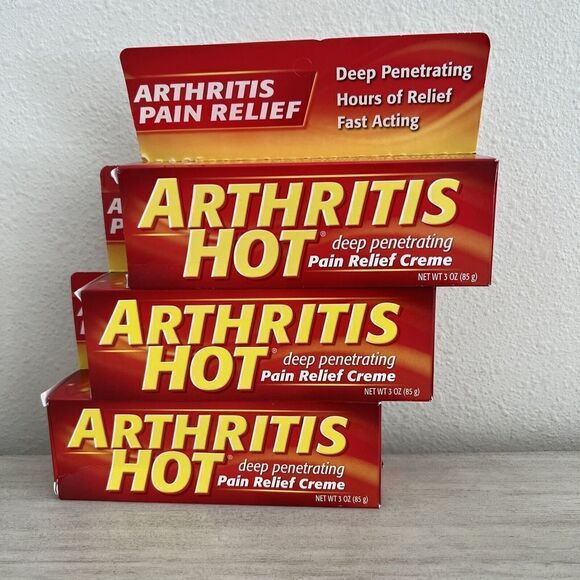 ARTHRITIS
PAIN RELIEF
Deep Penetrating
Hours of Relief
Fast Acting
ARTHRITIS
HOT®
deep penetrating
Pain Relief Creme
NET WT 3 OZ (85 g)
ARTHRITIS
HOT®
deep penetrating
Pain Relief Creme
NET WT 3 OZ (85 g)
ARTHRITIS
HOT®
deep penetrating
Pain Relief Creme
NET WT 3 OZ (85 g)